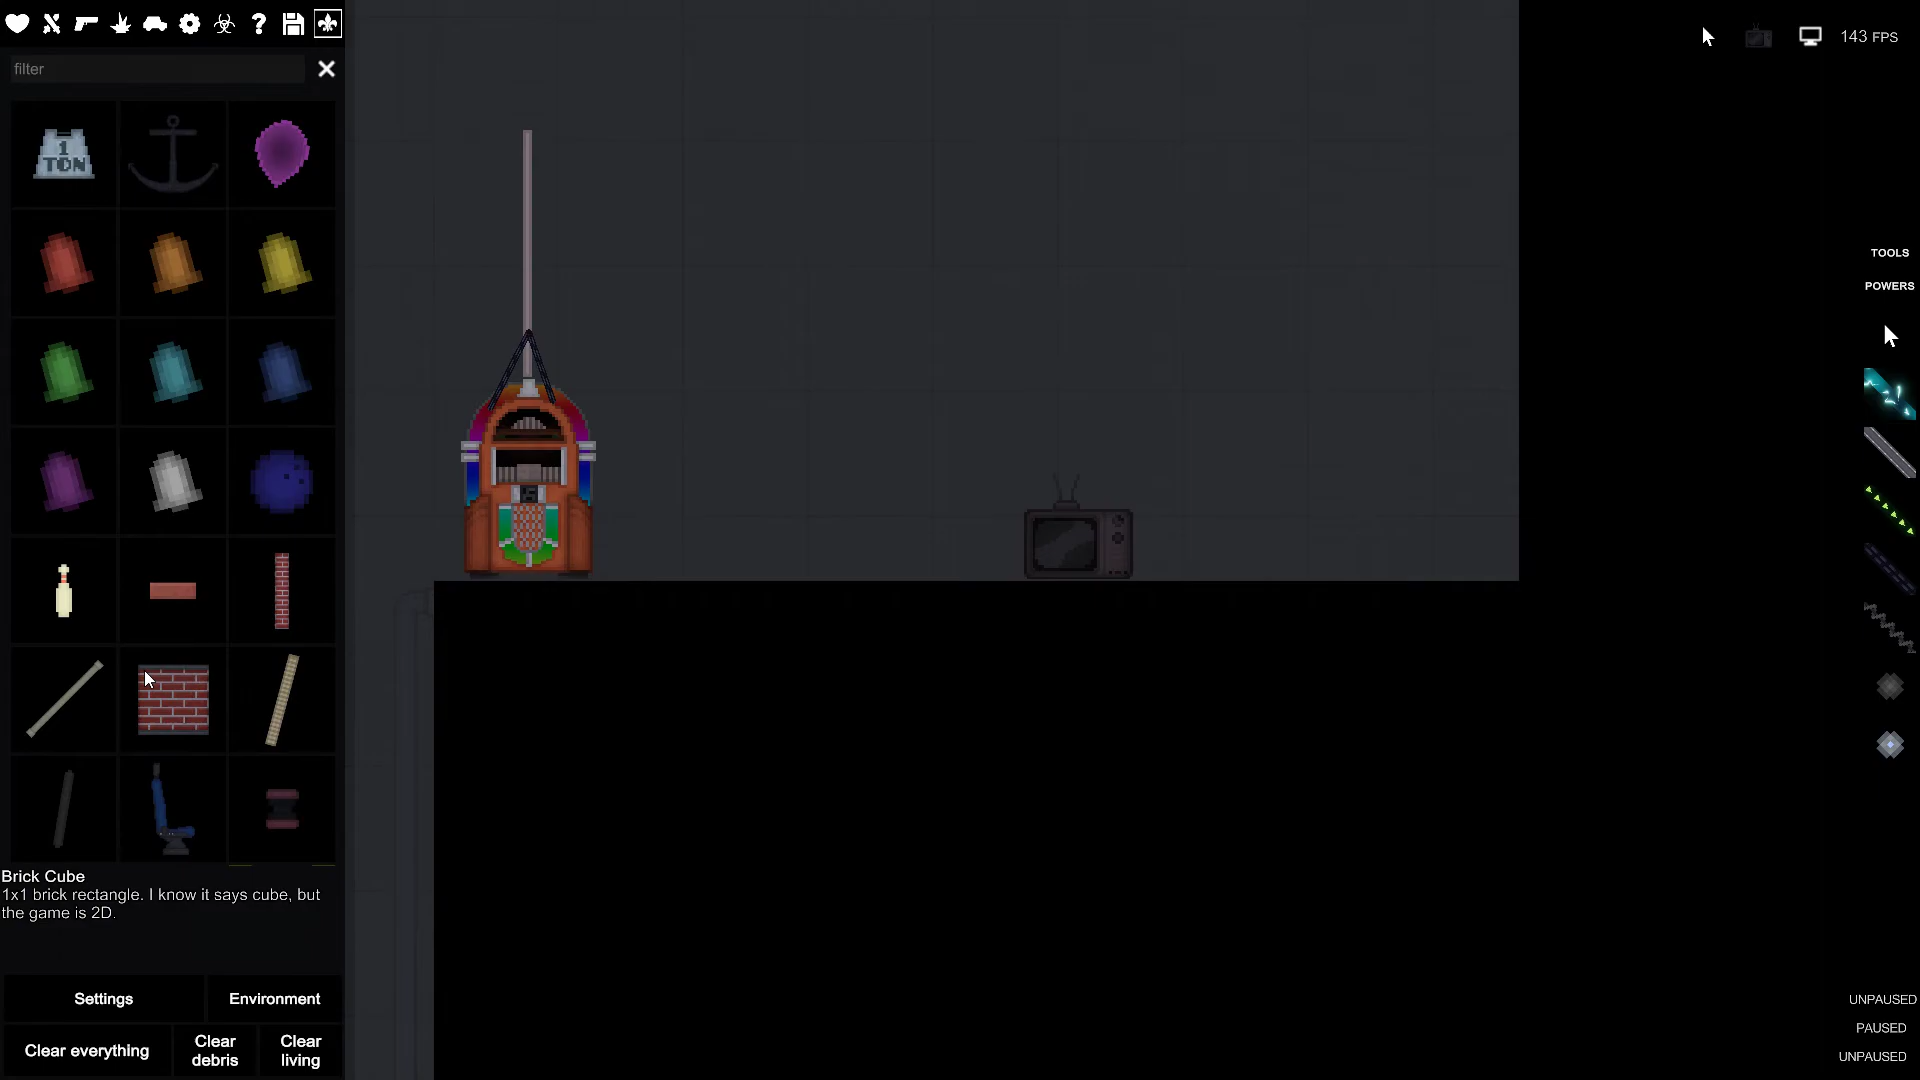 143 FPS
filter
1
TON
TOOLS
POWERS
Brick Cube
1x1 brick rectangle. I know it says cube, but
the game is 2D.
Settings
Environment
UNPAUSED
PAUSED
Clear everything
Clear
debris
Clear
living
UNPAUSED